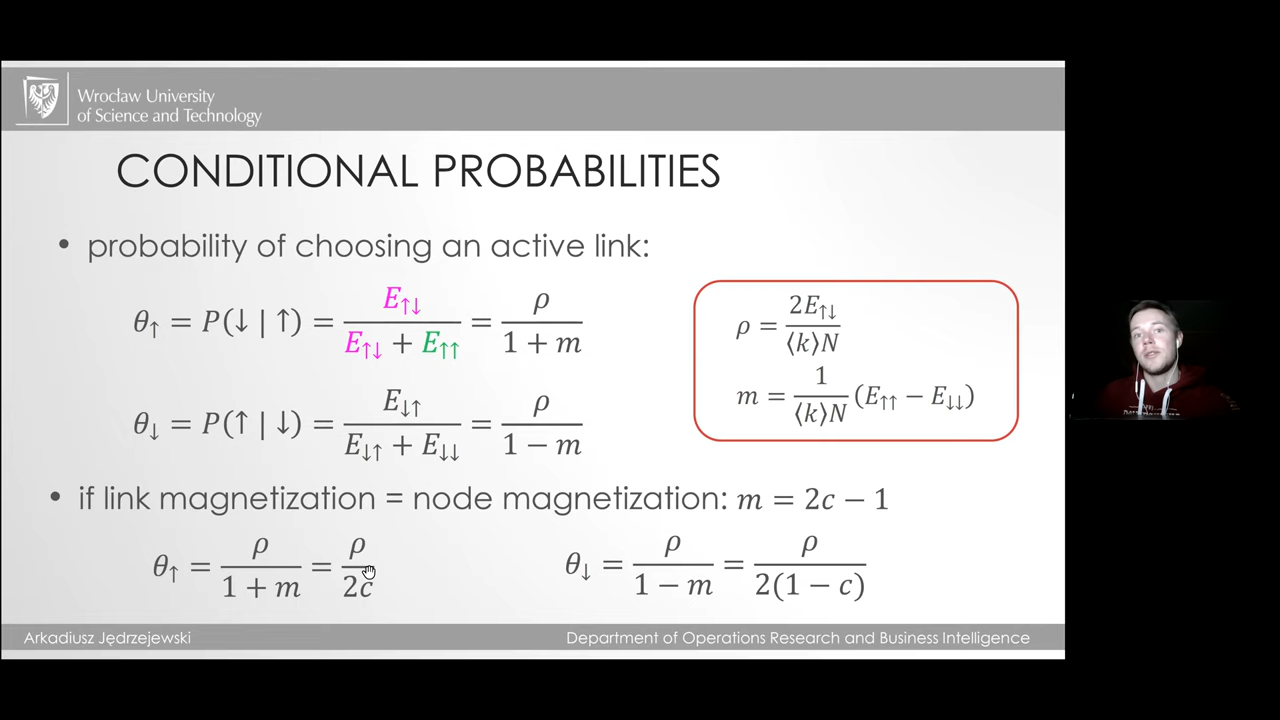 Wrocław University
of Science and Technology
CONDITIONAL PROBABILITIES
• probability of choosing an active link:
θ↑ = P(↓ | ↑) = E↑↓ / (E↑↓ + E↑↑) = ρ / (1 + m)
θ↓ = P(↑ | ↓) = E↓↑ / (E↓↑ + E↓↓) = ρ / (1 − m)
ρ = 2E↑↓ / (⟨k⟩N)
m = 1 / (⟨k⟩N) (E↑↑ − E↓↓)
• if link magnetization = node magnetization: m = 2c − 1
θ↑ = ρ / (1 + m) = ρ / 2c
θ↓ = ρ / (1 − m) = ρ / 2(1 − c)
Arkadiusz Jędrzejewski
Department of Operations Research and Business Intelligence